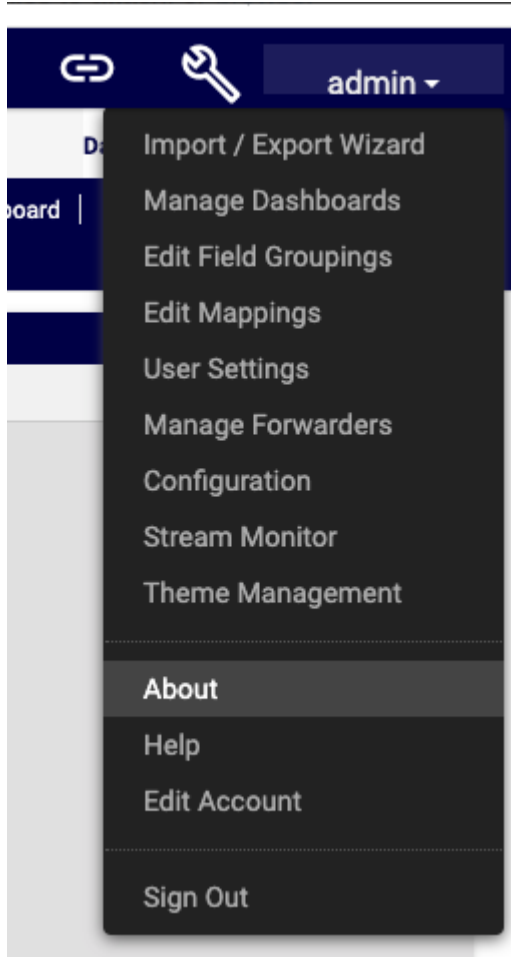 admin
Import / Export Wizard
Manage Dashboards
Edit Field Groupings
Edit Mappings
User Settings
Manage Forwarders
Configuration
Stream Monitor
Theme Management
About
Help
Edit Account
Sign Out